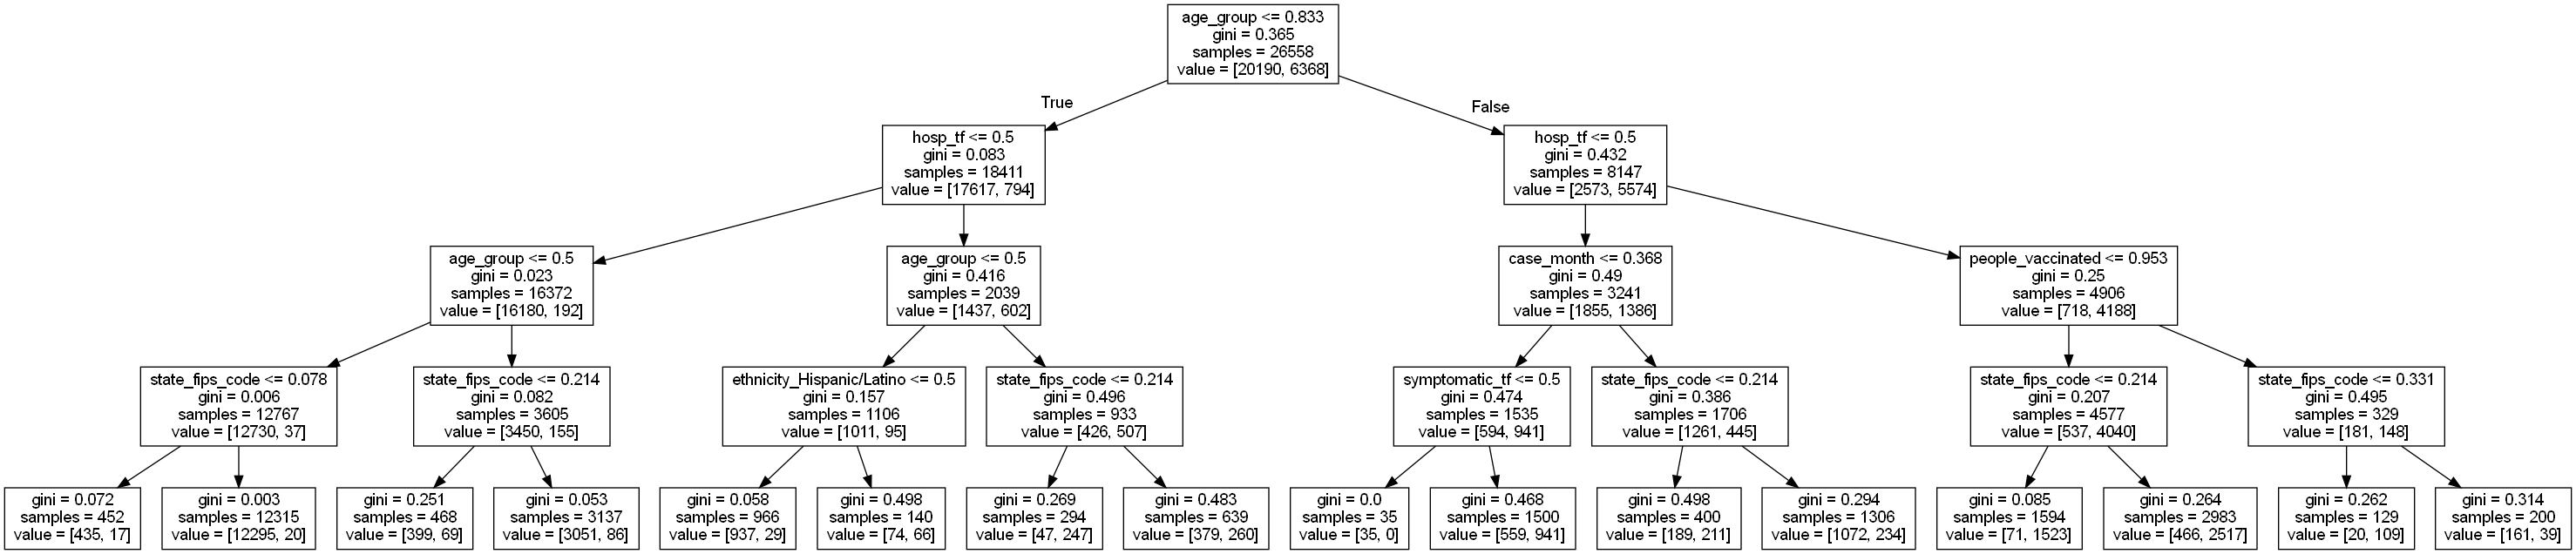 age_group <= 0.833
gini = 0.365
samples = 26558
value = [20190, 6368]
True
False
hosp_tf <= 0.5
gini = 0.083
samples = 18411
value = [17617, 794]
hosp_tf <= 0.5
gini = 0.432
samples = 8147
value = [2573, 5574]
age_group <= 0.5
gini = 0.023
samples = 16372
value = [16180, 192]
age_group <= 0.5
gini = 0.416
samples = 2039
value = [1437, 602]
case_month <= 0.368
gini = 0.49
samples = 3241
value = [1855, 1386]
people_vaccinated <= 0.953
gini = 0.25
samples = 4906
value = [718, 4188]
state_fips_code <= 0.078
gini = 0.006
samples = 12767
value = [12730, 37]
state_fips_code <= 0.214
gini = 0.082
samples = 3605
value = [3450, 155]
ethnicity_Hispanic/Latino <= 0.5
gini = 0.157
samples = 1106
value = [1011, 95]
state_fips_code <= 0.214
gini = 0.496
samples = 933
value = [426, 507]
symptomatic_tf <= 0.5
gini = 0.474
samples = 1535
value = [594, 941]
state_fips_code <= 0.214
gini = 0.386
samples = 1706
value = [1261, 445]
state_fips_code <= 0.214
gini = 0.207
samples = 4577
value = [537, 4040]
state_fips_code <= 0.331
gini = 0.495
samples = 329
value = [181, 148]
gini = 0.072
samples = 452
value = [435, 17]
gini = 0.003
samples = 12315
value = [12295, 20]
gini = 0.251
samples = 468
value = [399, 69]
gini = 0.053
samples = 3137
value = [3051, 86]
gini = 0.058
samples = 966
value = [937, 29]
gini = 0.498
samples = 140
value = [74, 66]
gini = 0.269
samples = 294
value = [47, 247]
gini = 0.483
samples = 639
value = [379, 260]
gini = 0.0
samples = 35
value = [35, 0]
gini = 0.468
samples = 1500
value = [559, 941]
gini = 0.498
samples = 400
value = [189, 211]
gini = 0.294
samples = 1306
value = [1072, 234]
gini = 0.085
samples = 1594
value = [71, 1523]
gini = 0.264
samples = 2983
value = [466, 2517]
gini = 0.262
samples = 129
value = [20, 109]
gini = 0.314
samples = 200
value = [161, 39]